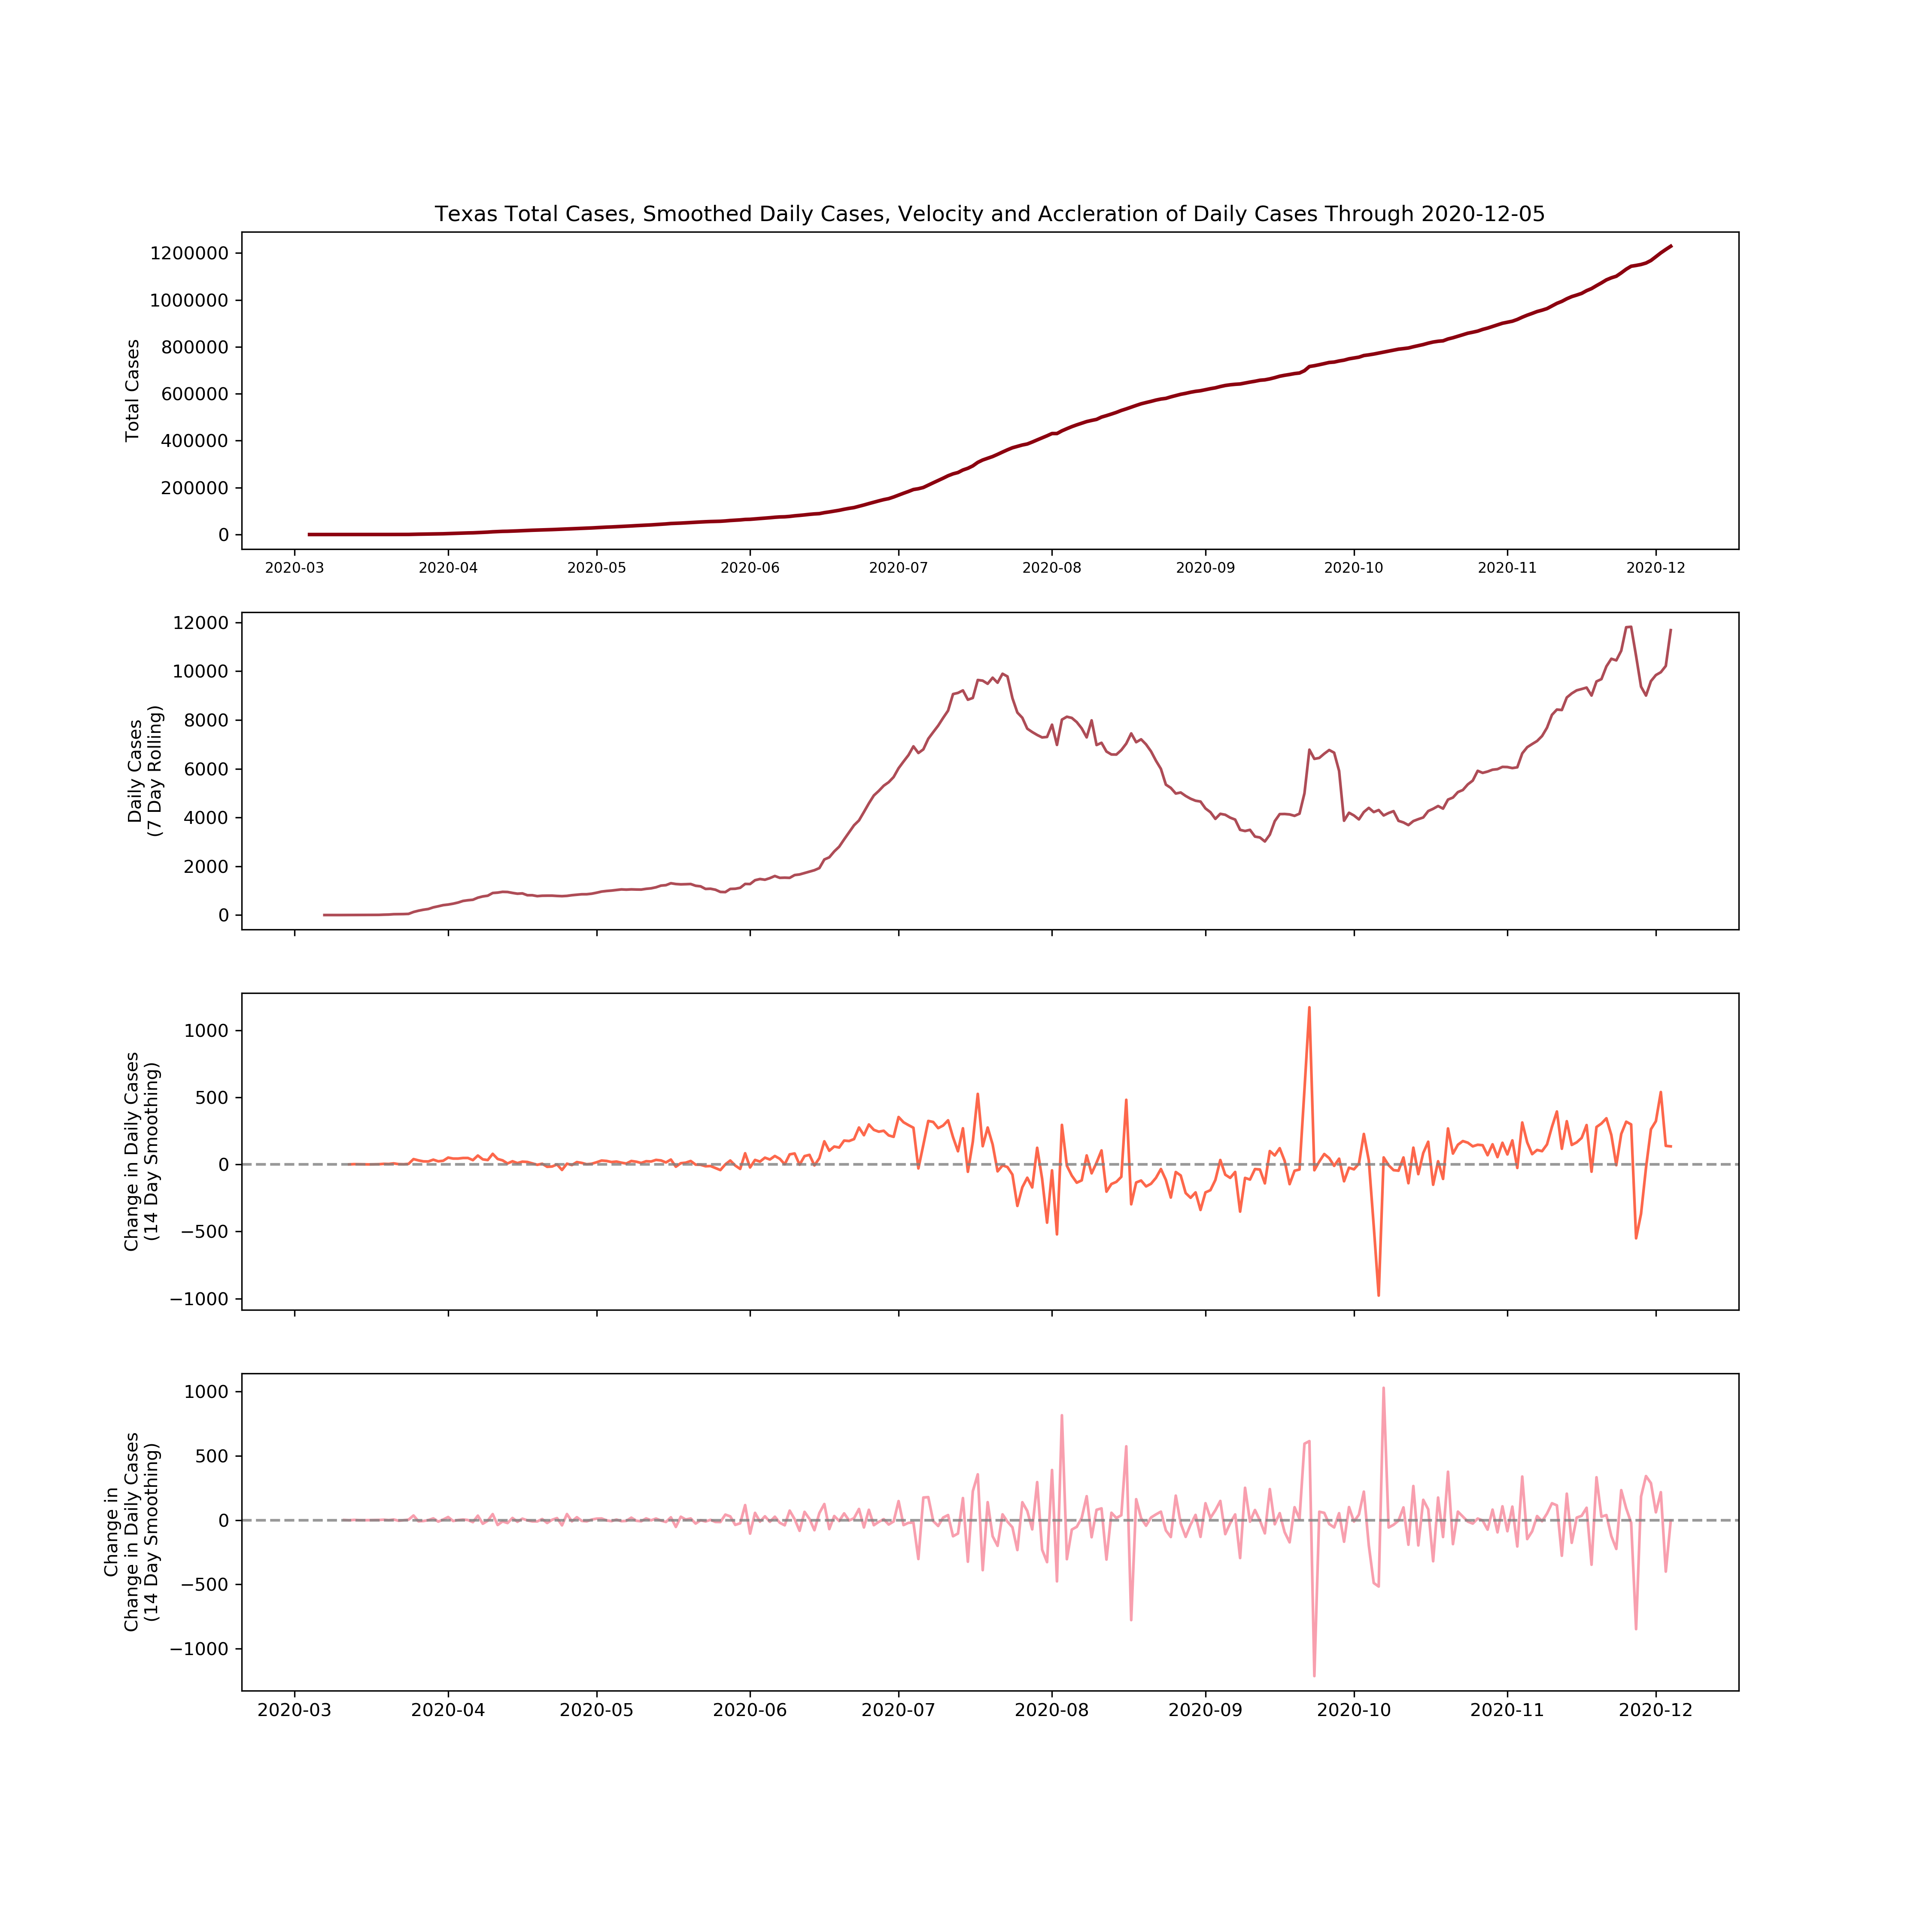 Texas Total Cases, Smoothed Daily Cases, Velocity and Accleration of Daily Cases Through 2020-12-05
Total Cases
1200000
1000000
800000
600000
400000
200000
0
2020-03 2020-04 2020-05 2020-06 2020-07 2020-08 2020-09 2020-10 2020-11 2020-12
Daily Cases
(7 Day Rolling)
12000
10000
8000
6000
4000
2000
0
Change in Daily Cases
(14 Day Smoothing)
1000
500
0
−500
−1000
Change in
Change in Daily Cases
(14 Day Smoothing)
1000
500
0
−500
−1000
2020-03 2020-04 2020-05 2020-06 2020-07 2020-08 2020-09 2020-10 2020-11 2020-12